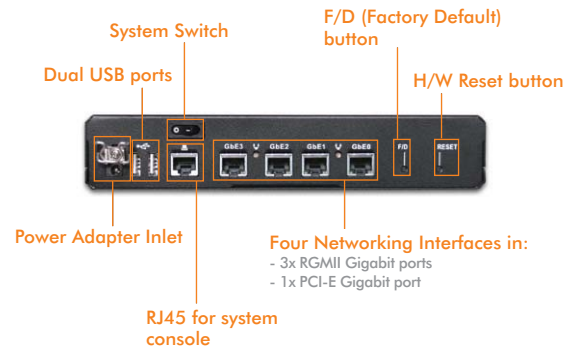 F/D (Factory Default)
button
System Switch
Dual USB ports
H/W Reset button
GbE3
GbE2
GbE1
GbE0
F/D
RESET
Power Adapter Inlet
Four Networking Interfaces in:
- 3x RGMII Gigabit ports
- 1x PCI-E Gigabit port
RJ45 for system
console